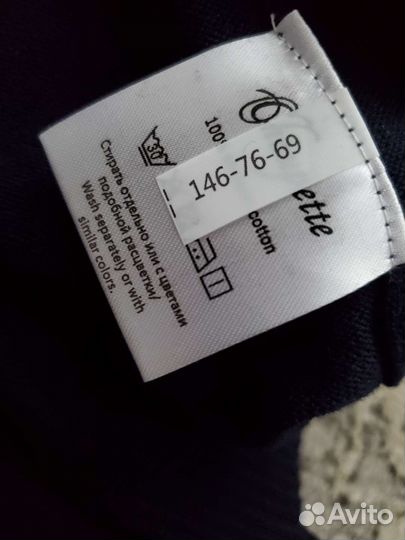 ette
100%
cotton
146-76-69
30
Стирать отдельно или с цветами
подобной расцветки/
Wash separately or with
similar colors.
Avito